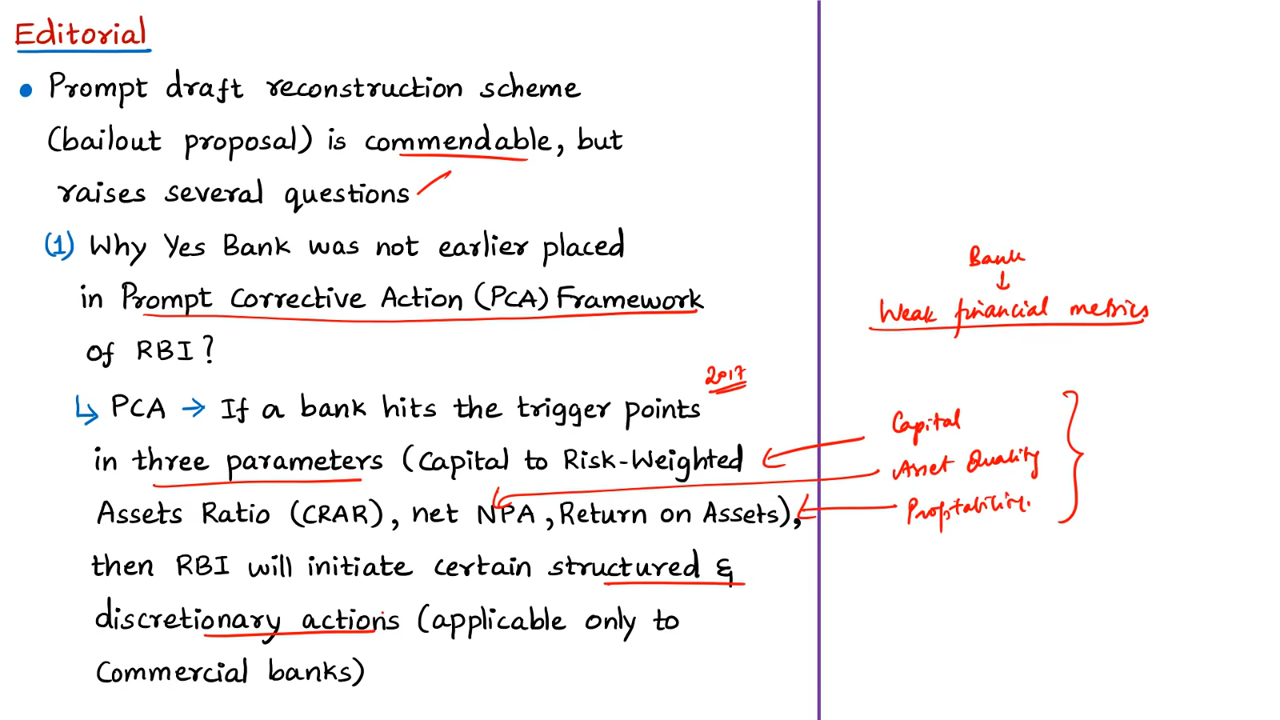 Editorial
• Prompt draft reconstruction scheme
(bailout proposal) is commendable, but
raises several questions
(1) Why Yes Bank was not earlier placed
in Prompt Corrective Action (PCA) Framework
of RBI?
2017
↳ PCA → If a bank hits the trigger points
in three parameters (Capital to Risk-Weighted
Assets Ratio (CRAR), net NPA, Return on Assets),
then RBI will initiate certain structured &
discretionary actions (applicable only to
Commercial banks)
Bank
↓
Weak financial metrics
Capital
Asset Quality
Profitability.